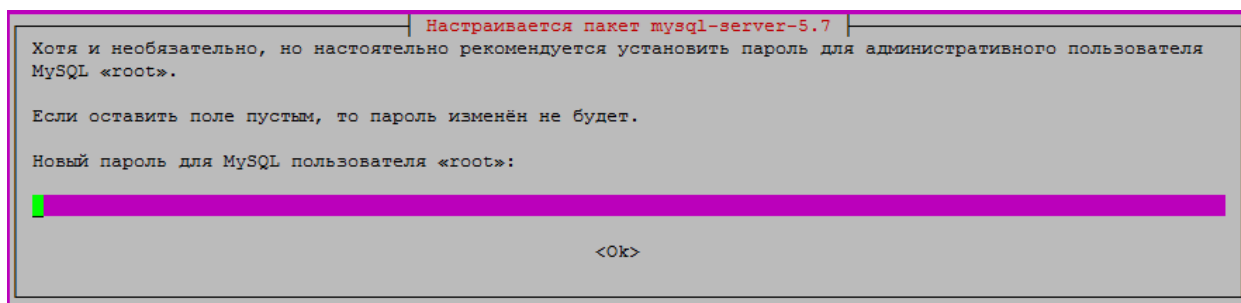 Настраивается пакет mysql-server-5.7
Хотя и необязательно, но настоятельно рекомендуется установить пароль для административного пользователя
MySQL «root».
Если оставить поле пустым, то пароль изменён не будет.
Новый пароль для MySQL пользователя «root»:
<Ok>